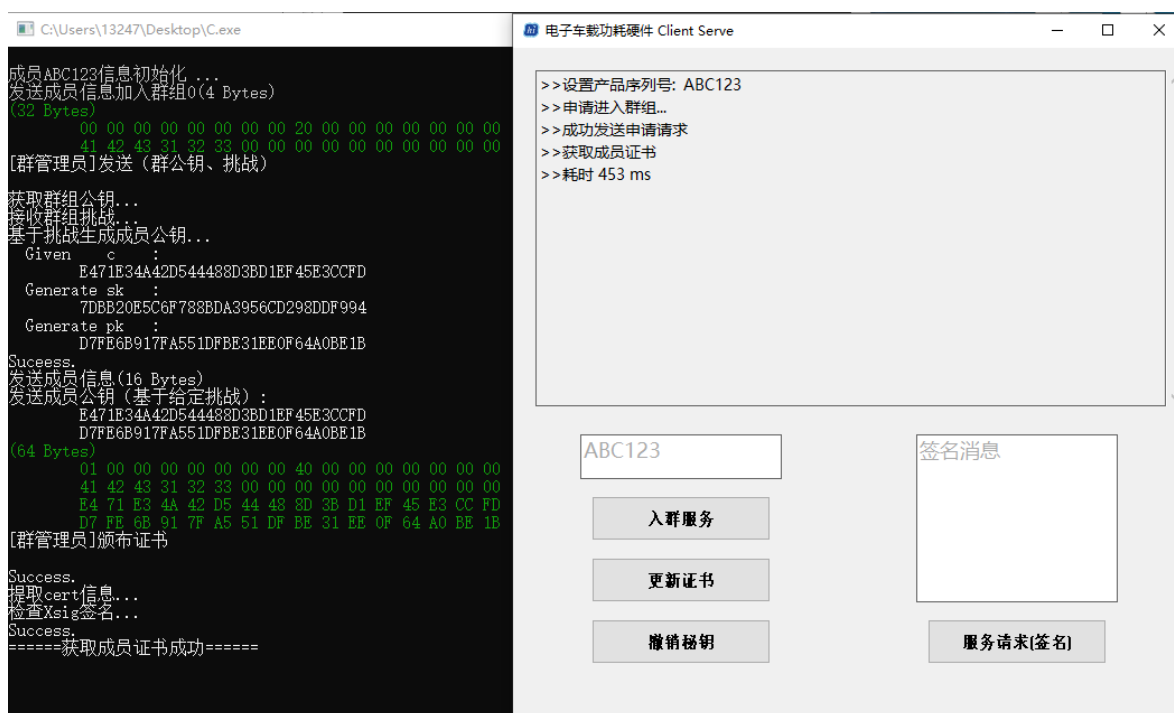 C:\Users\13247\Desktop\C.exe
成员ABC123信息初始化 ...
发送成员信息加入群组0(4 Bytes)
(32 Bytes)
00 00 00 00 00 00 00 00 20 00 00 00 00 00 00 00
41 42 43 31 32 33 00 00 00 00 00 00 00 00 00 00
[群管理员]发送（群公钥、挑战）
获取群组公钥...
接收群组挑战...
基于挑战生成成员公钥...
Given c :
E471E34A42D544488D3BD1EF45E3CCFD
Generate sk :
7DBB20E5C6F788BDA3956CD298DDF994
Generate pk :
D7FE6B917FA551DFBE31EE0F64A0BE1B
Suceess.
发送成员信息(16 Bytes)
发送成员公钥（基于给定挑战）:
E471E34A42D544488D3BD1EF45E3CCFD
D7FE6B917FA551DFBE31EE0F64A0BE1B
(64 Bytes)
01 00 00 00 00 00 00 00 40 00 00 00 00 00 00 00
41 42 43 31 32 33 00 00 00 00 00 00 00 00 00 00
E4 71 E3 4A 42 D5 44 48 8D 3B D1 EF 45 E3 CC FD
D7 FE 6B 91 7F A5 51 DF BE 31 EE 0F 64 A0 BE 1B
[群管理员]颁布证书
Success.
提取cert信息...
检查Xsig签名...
Success.
======获取成员证书成功======
电子车载功耗硬件 Client Serve
>>设置产品序列号: ABC123
>>申请进入群组...
>>成功发送申请请求
>>获取成员证书
>>耗时 453 ms
ABC123
签名消息
入群服务
更新证书
撤销秘钥
服务请求(签名)